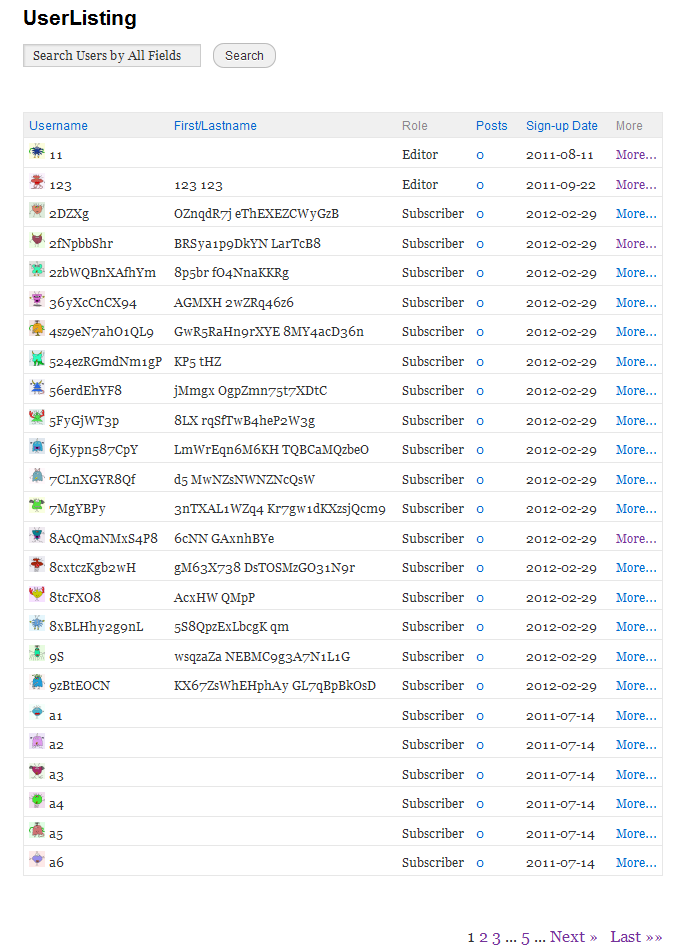 UserListing
Search Users by All Fields Search
Username First/Lastname Role Posts Sign-up Date More
11 Editor 0 2011-08-11 More...
123 123 123 Editor 0 2011-09-22 More...
2DZXg OZnqdR7j eThEXEZCWyGzB Subscriber 0 2012-02-29 More...
2fNpbbShr BRSya1p9DkYN LarTcB8 Subscriber 0 2012-02-29 More...
2zbWQBnXAfhYm 8p5br fO4NnaKKRg Subscriber 0 2012-02-29 More...
36yXcCnCX94 AGMXH 2wZRq46z6 Subscriber 0 2012-02-29 More...
4sz9eN7ahO1QL9 GwR5RaHn9rXYE 8MY4acD36n Subscriber 0 2012-02-29 More...
524ezRGmdNm1gP KP5 tHZ Subscriber 0 2012-02-29 More...
56erdEhYF8 jMmgx OgpZmn75t7XDtC Subscriber 0 2012-02-29 More...
5FyGjWT3p 8LX rqSfTwB4heP2W3g Subscriber 0 2012-02-29 More...
6jKypn587CpY LmWrEqn6M6KH TQBCaMQzbeO Subscriber 0 2012-02-29 More...
7CLnXGYR8Qf d5 MwNZsNWNZNcQsW Subscriber 0 2012-02-29 More...
7MgYBPy 3nTXAL1WZq4 Kr7gw1dKXzsjQcm9 Subscriber 0 2012-02-29 More...
8AcQmaNMxS4P8 6cNN GAxnhBYe Subscriber 0 2012-02-29 More...
8cxtczKgb2wH gM63X738 DsTOSMzGO31N9r Subscriber 0 2012-02-29 More...
8tcFXO8 AcxHW QMpP Subscriber 0 2012-02-29 More...
8xBLHhy2g9nL 5S8QpzExLbcgK qm Subscriber 0 2012-02-29 More...
9S wsqzaZa NEBMC9g3A7N1L1G Subscriber 0 2012-02-29 More...
9zBtEOCN KX67ZsWhEHphAy GL7qBpBkOsD Subscriber 0 2012-02-29 More...
a1 Subscriber 0 2011-07-14 More...
a2 Subscriber 0 2011-07-14 More...
a3 Subscriber 0 2011-07-14 More...
a4 Subscriber 0 2011-07-14 More...
a5 Subscriber 0 2011-07-14 More...
a6 Subscriber 0 2011-07-14 More...
1 2 3 ... 5 ... Next » Last »»